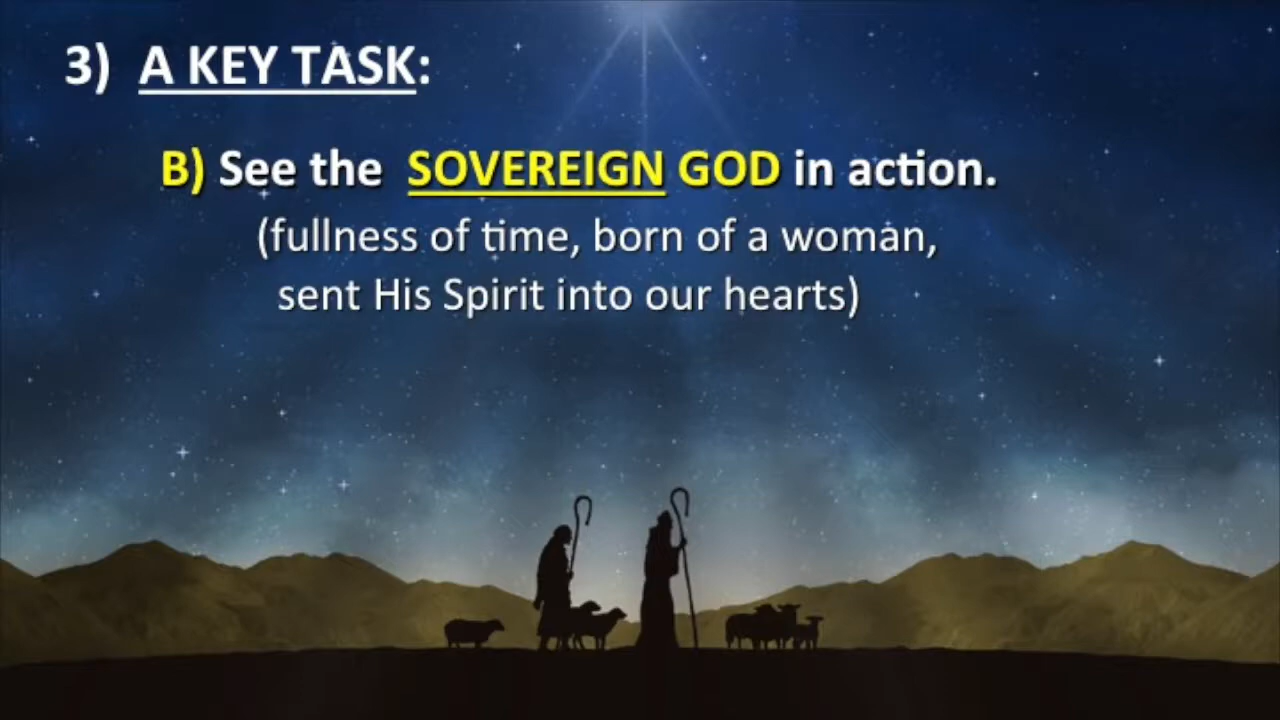 3) A KEY TASK:
B) See the SOVEREIGN GOD in action.
(fullness of time, born of a woman,
sent His Spirit into our hearts)